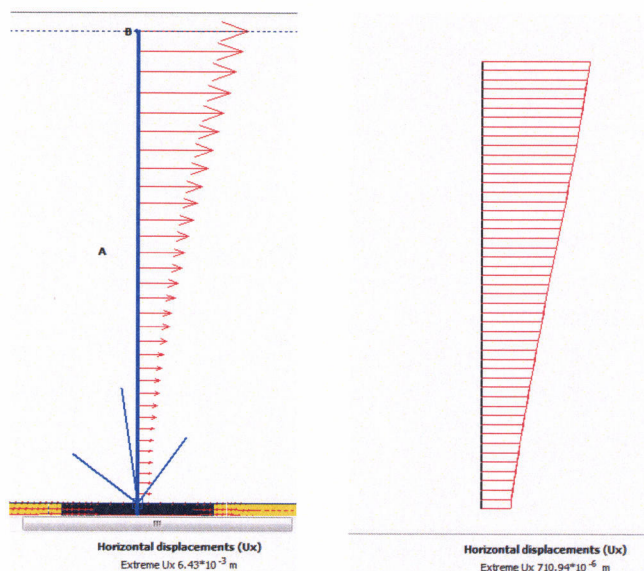 B
A
Horizontal displacements (Ux)
Extreme Ux 6.43*10⁻³ m
Horizontal displacements (Ux)
Extreme Ux 710.94*10⁻⁶ m